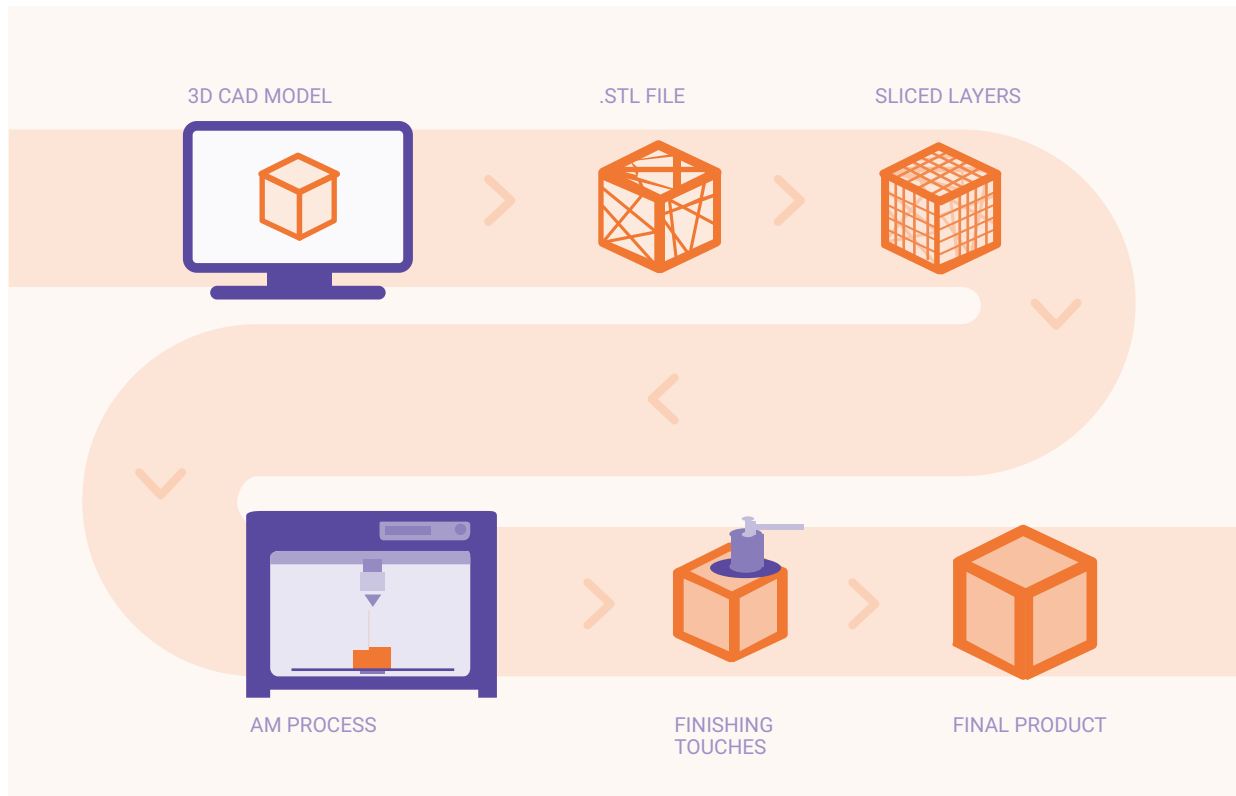 3D CAD MODEL
.STL FILE
SLICED LAYERS
AM PROCESS
FINISHING
TOUCHES
FINAL PRODUCT